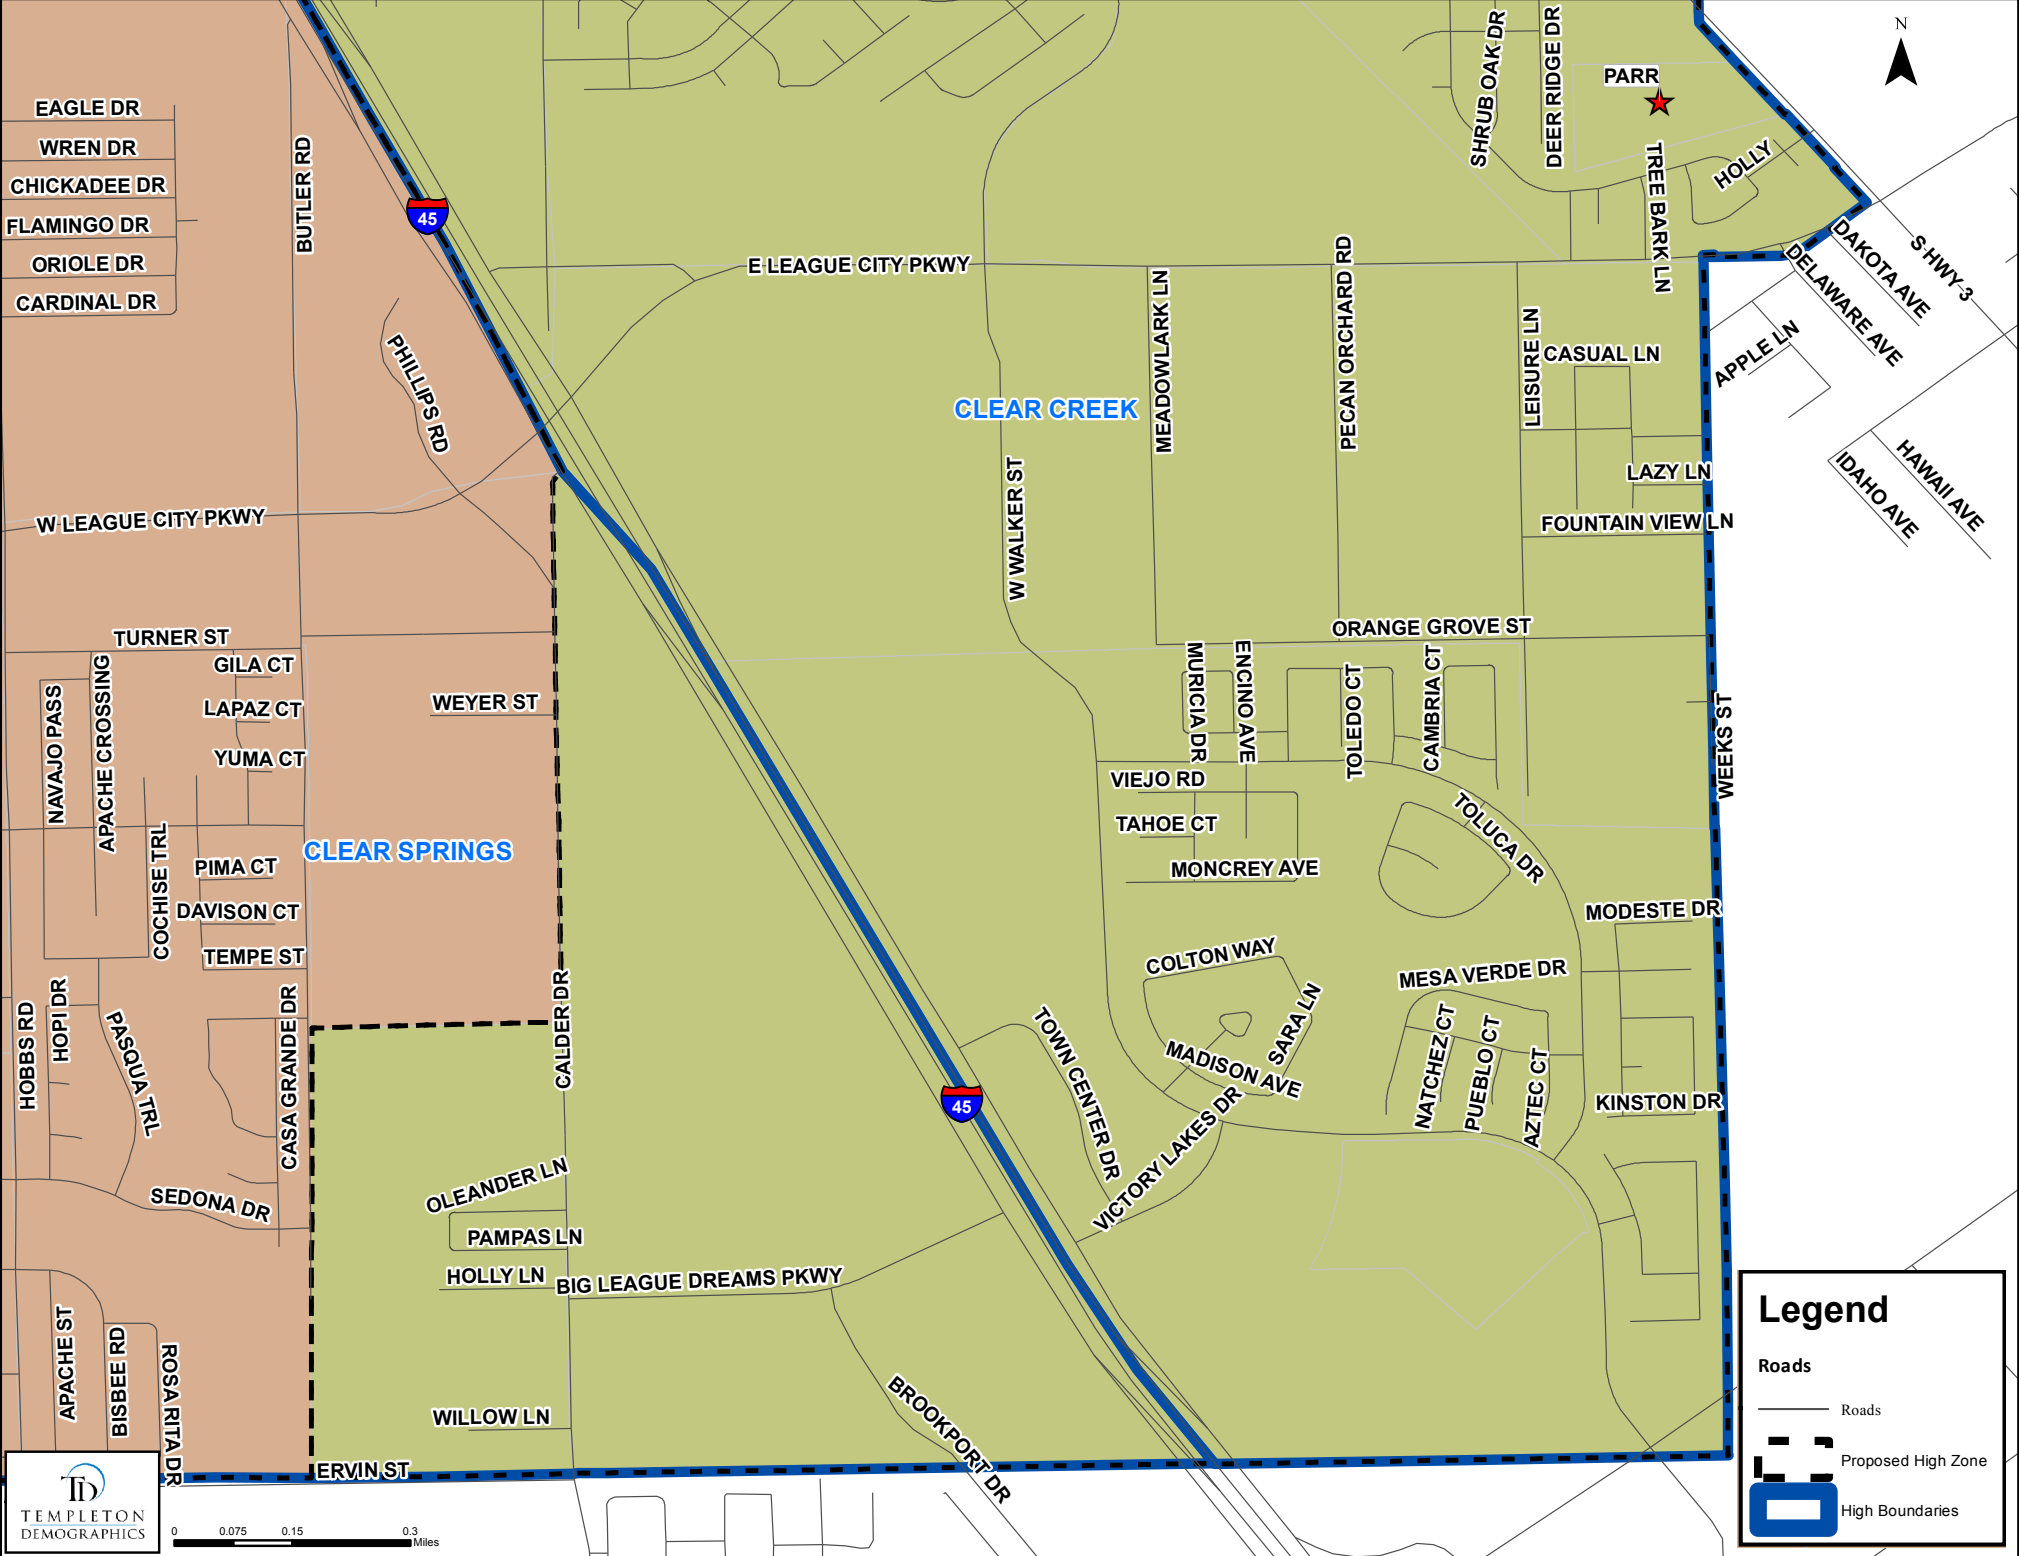 N
SHRUB OAK DR
DEER RIDGE DR
PARR
EAGLE DR
WREN DR
CHICKADEE DR
FLAMINGO DR
ORIOLE DR
CARDINAL DR
BUTLER RD
45
TREE BARK LN
HOLLY
S HWY 3
DAKOTA AVE
DELAWARE AVE
E LEAGUE CITY PKWY
MEADOWLARK LN
PECAN ORCHARD RD
LEISURE LN
CASUAL LN
APPLE LN
PHILLIPS RD
CLEAR CREEK
W WALKER ST
LAZY LN
IDAHO AVE
HAWAII AVE
W LEAGUE CITY PKWY
FOUNTAIN VIEW LN
TURNER ST
ORANGE GROVE ST
GILA CT
NAVAJO PASS
APACHE CROSSING
LAPAZ CT
WEYER ST
YUMA CT
MURICIA DR
ENCINO AVE
TOLEDO CT
CAMBRIA CT
WEEKS ST
VIEJO RD
TAHOE CT
TOLUCA DR
COCHISE TRL
CLEAR SPRINGS
PIMA CT
MONCREY AVE
DAVISON CT
MODESTE DR
TEMPE ST
COLTON WAY
MESA VERDE DR
HOBBS RD
HOPI DR
PASQUA TRL
CASA GRANDE DR
CALDER DR
TOWN CENTER DR
SARA LN
MADISON AVE
NATCHEZ CT
PUEBLO CT
AZTEC CT
KINSTON DR
45
VICTORY LAKES DR
SEDONA DR
OLEANDER LN
PAMPAS LN
HOLLY LN
BIG LEAGUE DREAMS PKWY
APACHE ST
BISBEE RD
ROSA RITA DR
WILLOW LN
BROOKPORT DR
ERVIN ST
Legend
Roads
Roads
Proposed High Zone
High Boundaries
TD
TEMPLETON
DEMOGRAPHICS
0 0.075 0.15 0.3
Miles